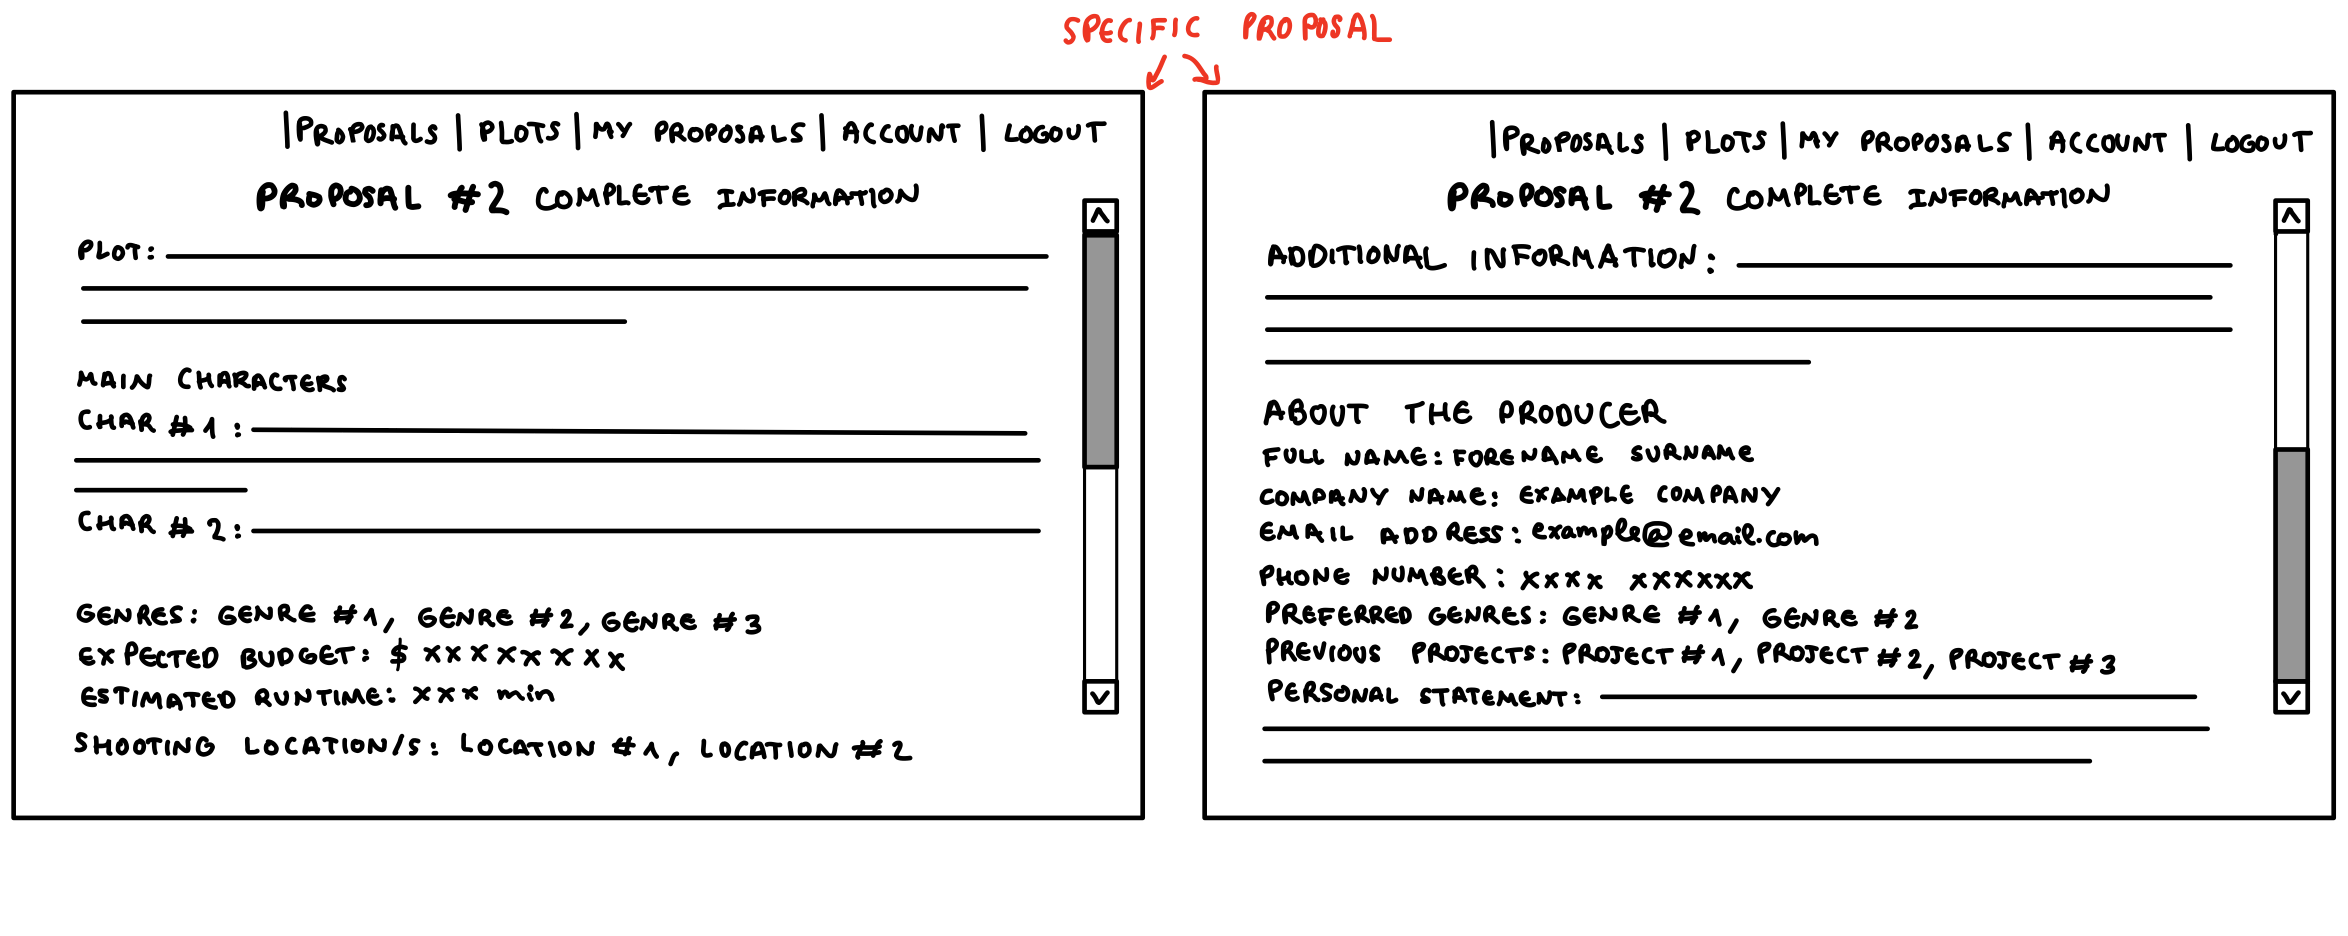 SPECIFIC PROPOSAL
|PROPOSALS | PLOTS | MY PROPOSALS | ACCOUNT | LOGOUT
PROPOSAL #2 COMPLETE INFORMATION
PLOT:
MAIN CHARACTERS
CHAR #1:
CHAR #2:
GENRES: GENRE #1, GENRE #2, GENRE #3
EXPECTED BUDGET: $ xxxxxxxx
ESTIMATED RUNTIME: xxx min
SHOOTING LOCATION/S: LOCATION #1, LOCATION #2
|PROPOSALS | PLOTS | MY PROPOSALS | ACCOUNT | LOGOUT
PROPOSAL #2 COMPLETE INFORMATION
ADDITIONAL INFORMATION:
ABOUT THE PRODUCER
FULL NAME: FORENAME SURNAME
COMPANY NAME: EXAMPLE COMPANY
EMAIL ADDRESS: example@email.com
PHONE NUMBER: xxxx xxxxxx
PREFERRED GENRES: GENRE #1, GENRE #2
PREVIOUS PROJECTS: PROJECT #1, PROJECT #2, PROJECT #3
PERSONAL STATEMENT: